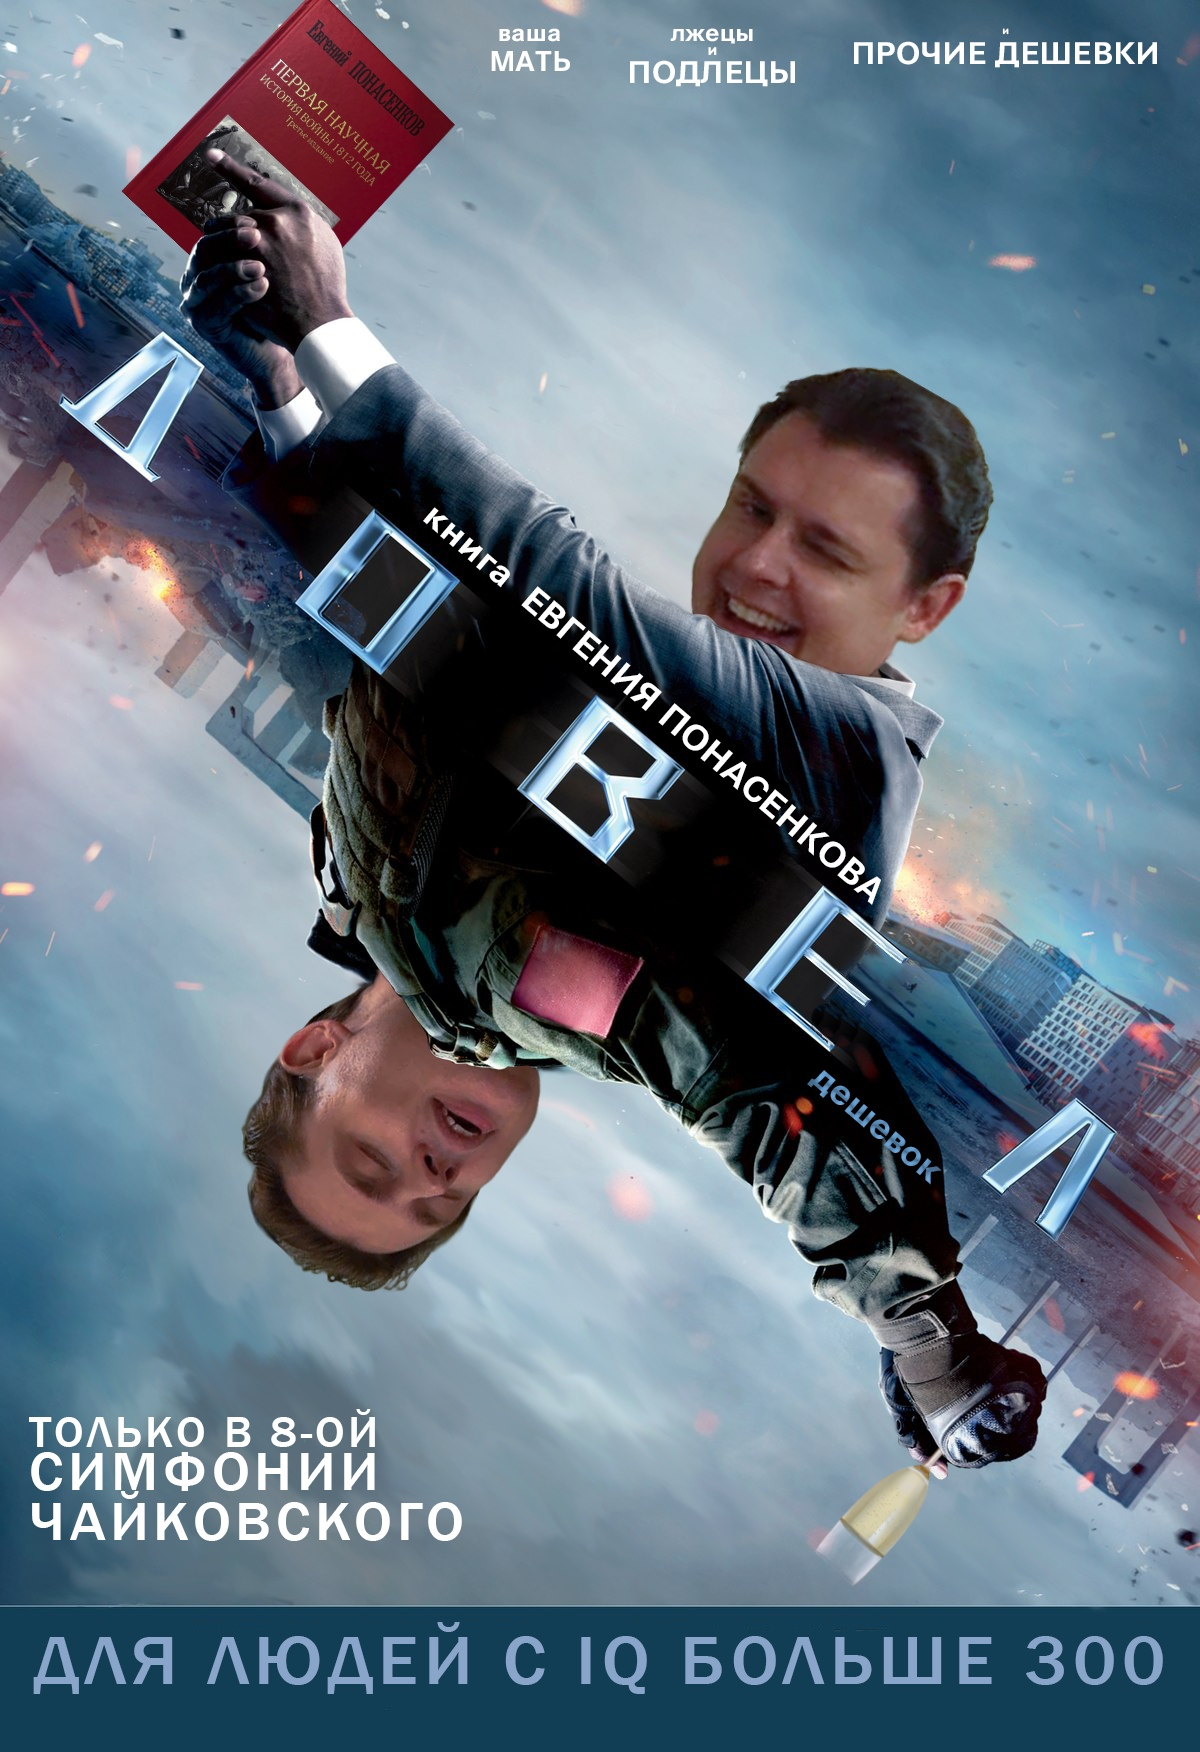 ваша
МАТЬ
лжецы
и
ПОДЛЕЦЫ
и
ПРОЧИЕ ДЕШЕВКИ
Евгений ПОНАСЕНКОВ
ПЕРВАЯ НАУЧНАЯ
ИСТОРИЯ ВОЙНЫ 1812 ГОДА
Третье издание
книга ЕВГЕНИЯ ПОНАСЕНКОВА
ДПВЕЛ
дешевок
ТОЛЬКО В 8-ОЙ
СИМФОНИИ
ЧАЙКОВСКОГО
ДЛЯ ЛЮДЕЙ С IQ БОЛЬШЕ 300